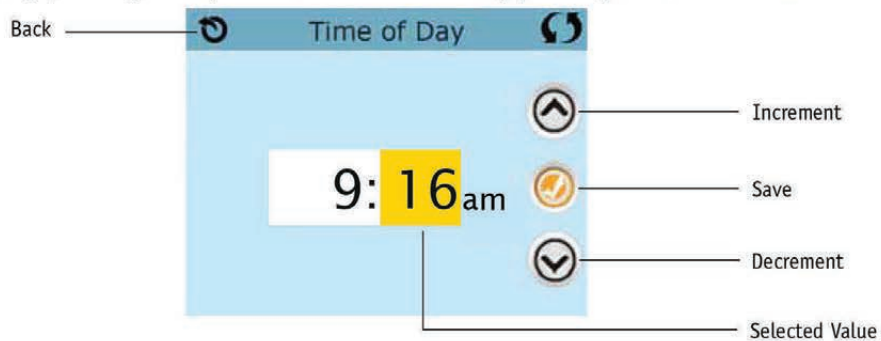 Back
Time of Day
Increment
9:16am
Save
Decrement
Selected Value